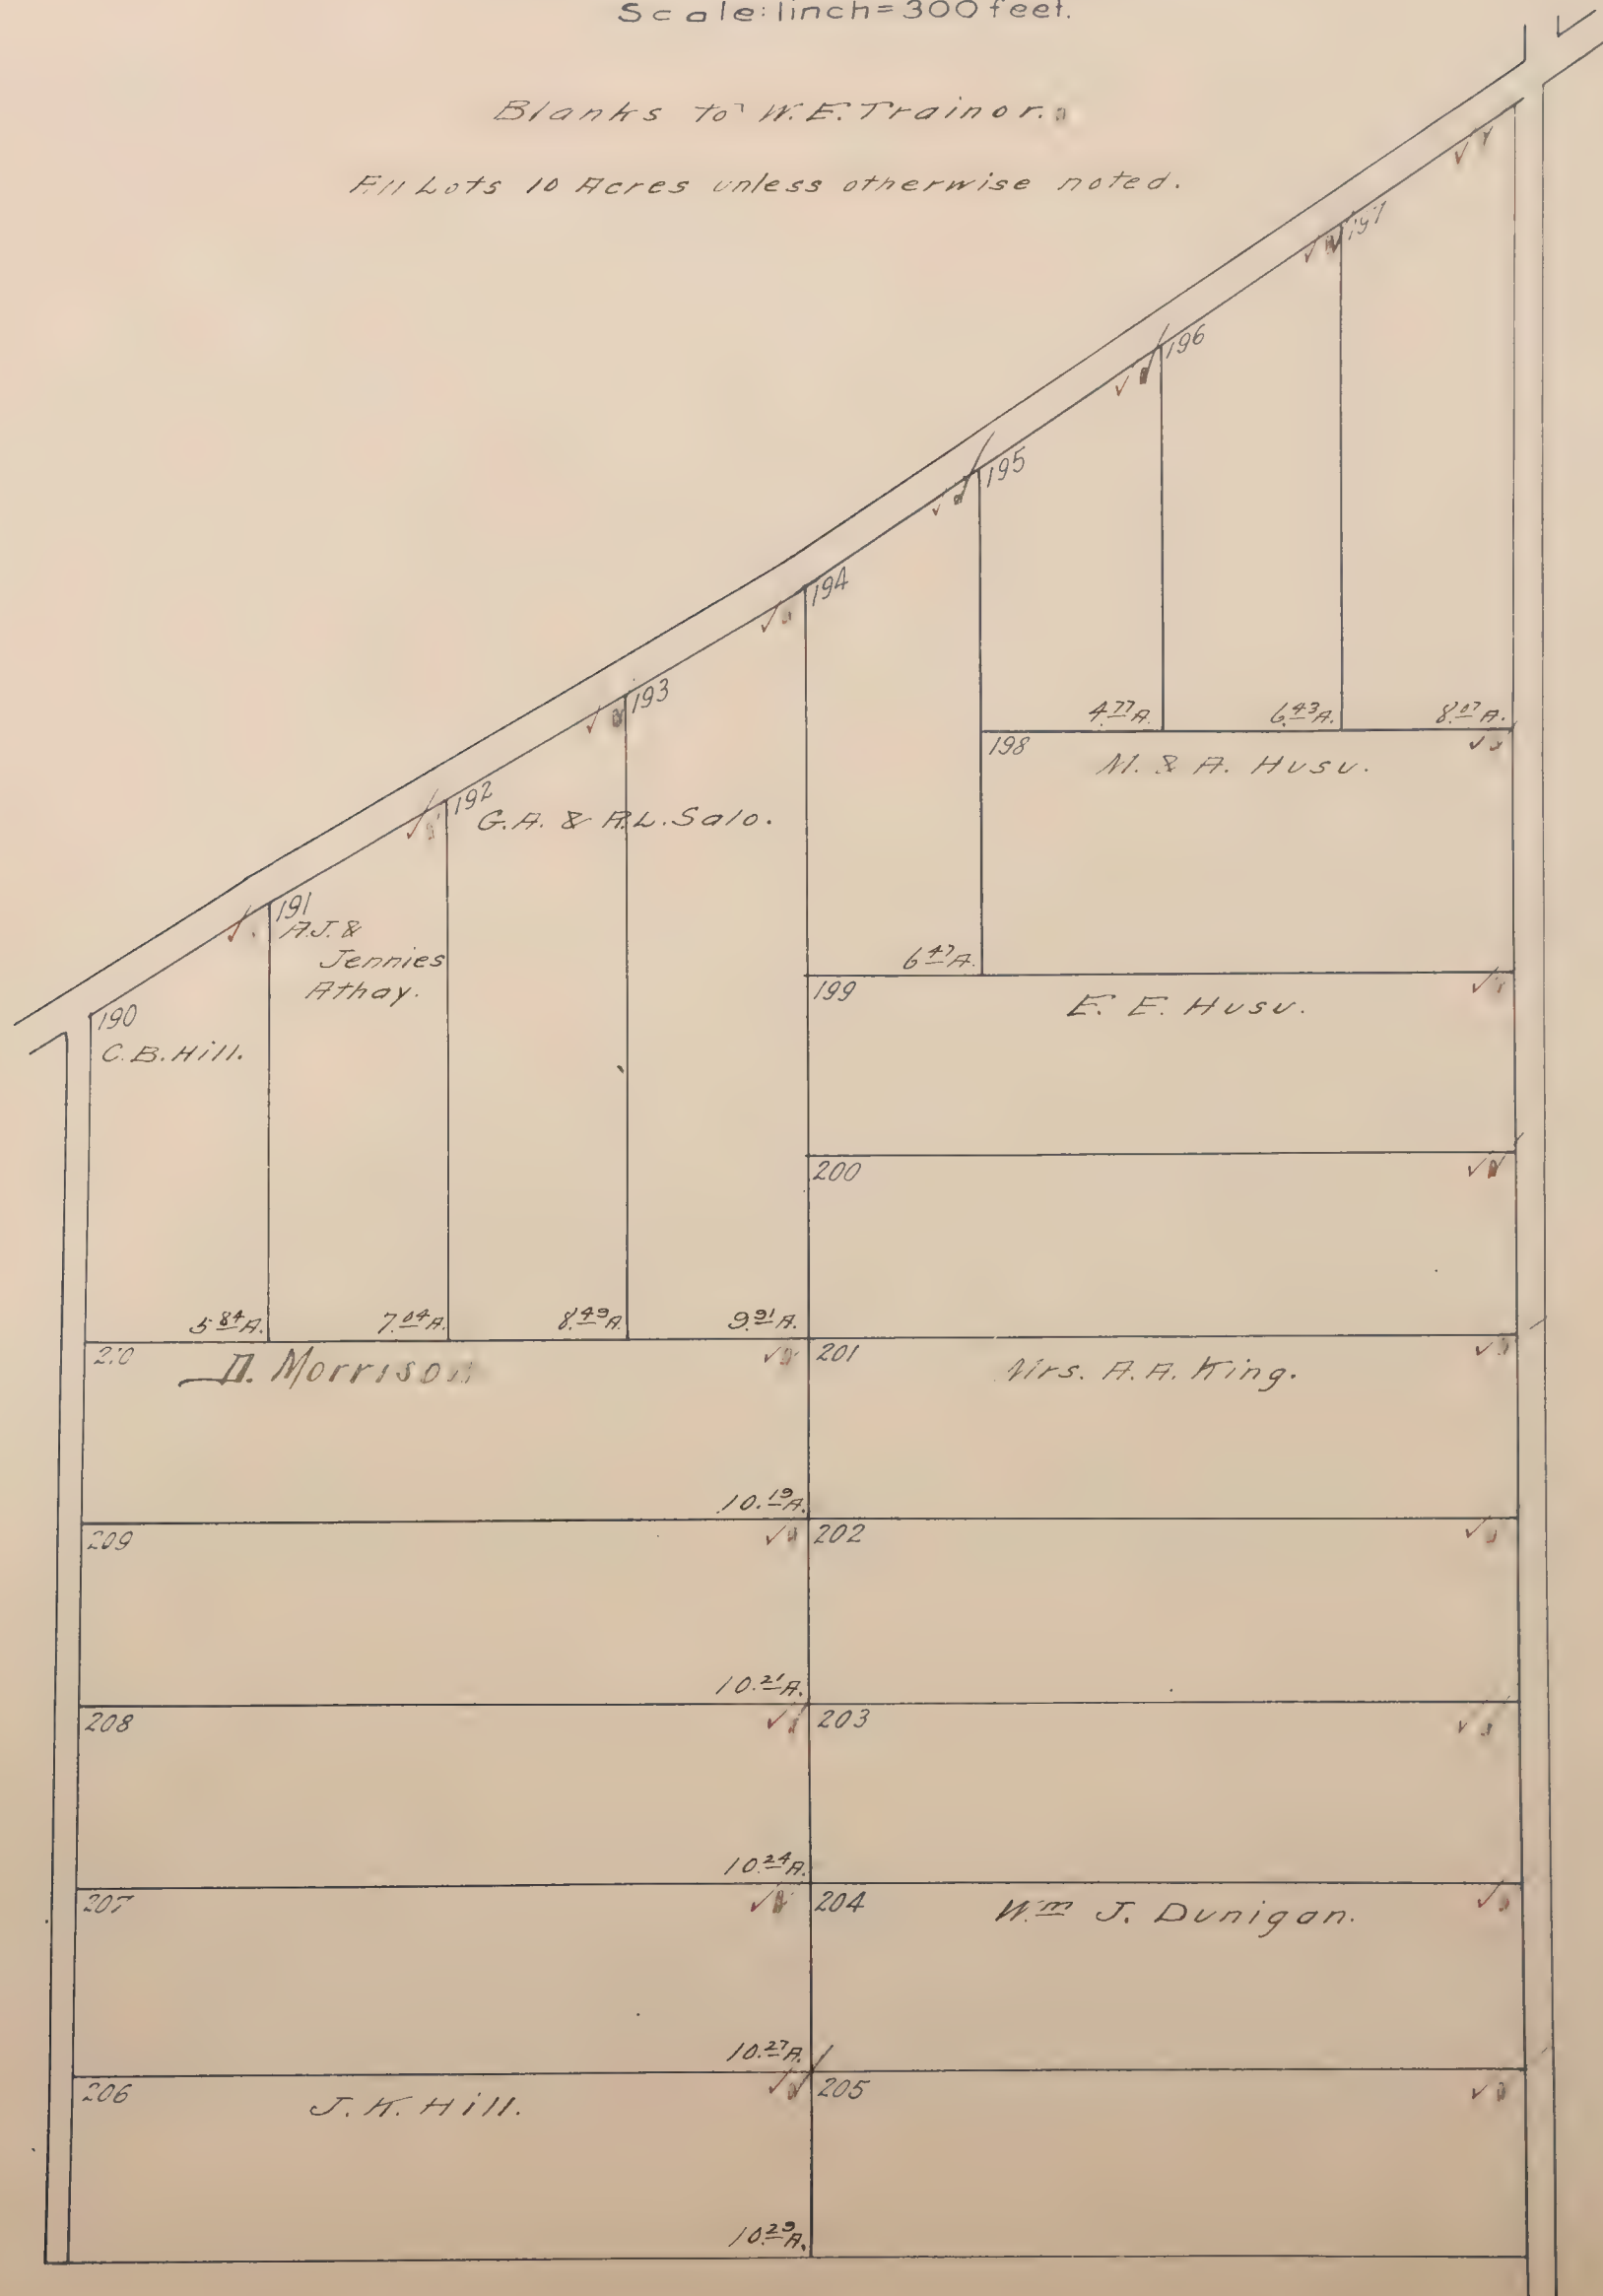 Scale: 1inch=300 feet.
Blanks to W.E. Trainor.
All Lots 10 Acres unless otherwise noted.
197
196
195
194
193
4.77 A. 6.43 A. 8.07 A.
198
M. & A. Husu.
192
G.A. & A.L. Salo.
191
A.J. &
Jennies
Athay.
6.47 A.
199
E. E. Husu.
190
C.B. Hill.
200
5.84 A. 7.04 A. 8.49 A. 9.91 A.
210 D. Morrison 201 Mrs. A.A. King.
10.19 A.
209 202
10.21 A.
208 203
10.24 A.
207 204 Wm J. Dunigan.
10.27 A.
206 J.K. Hill. 205
10.29 A.